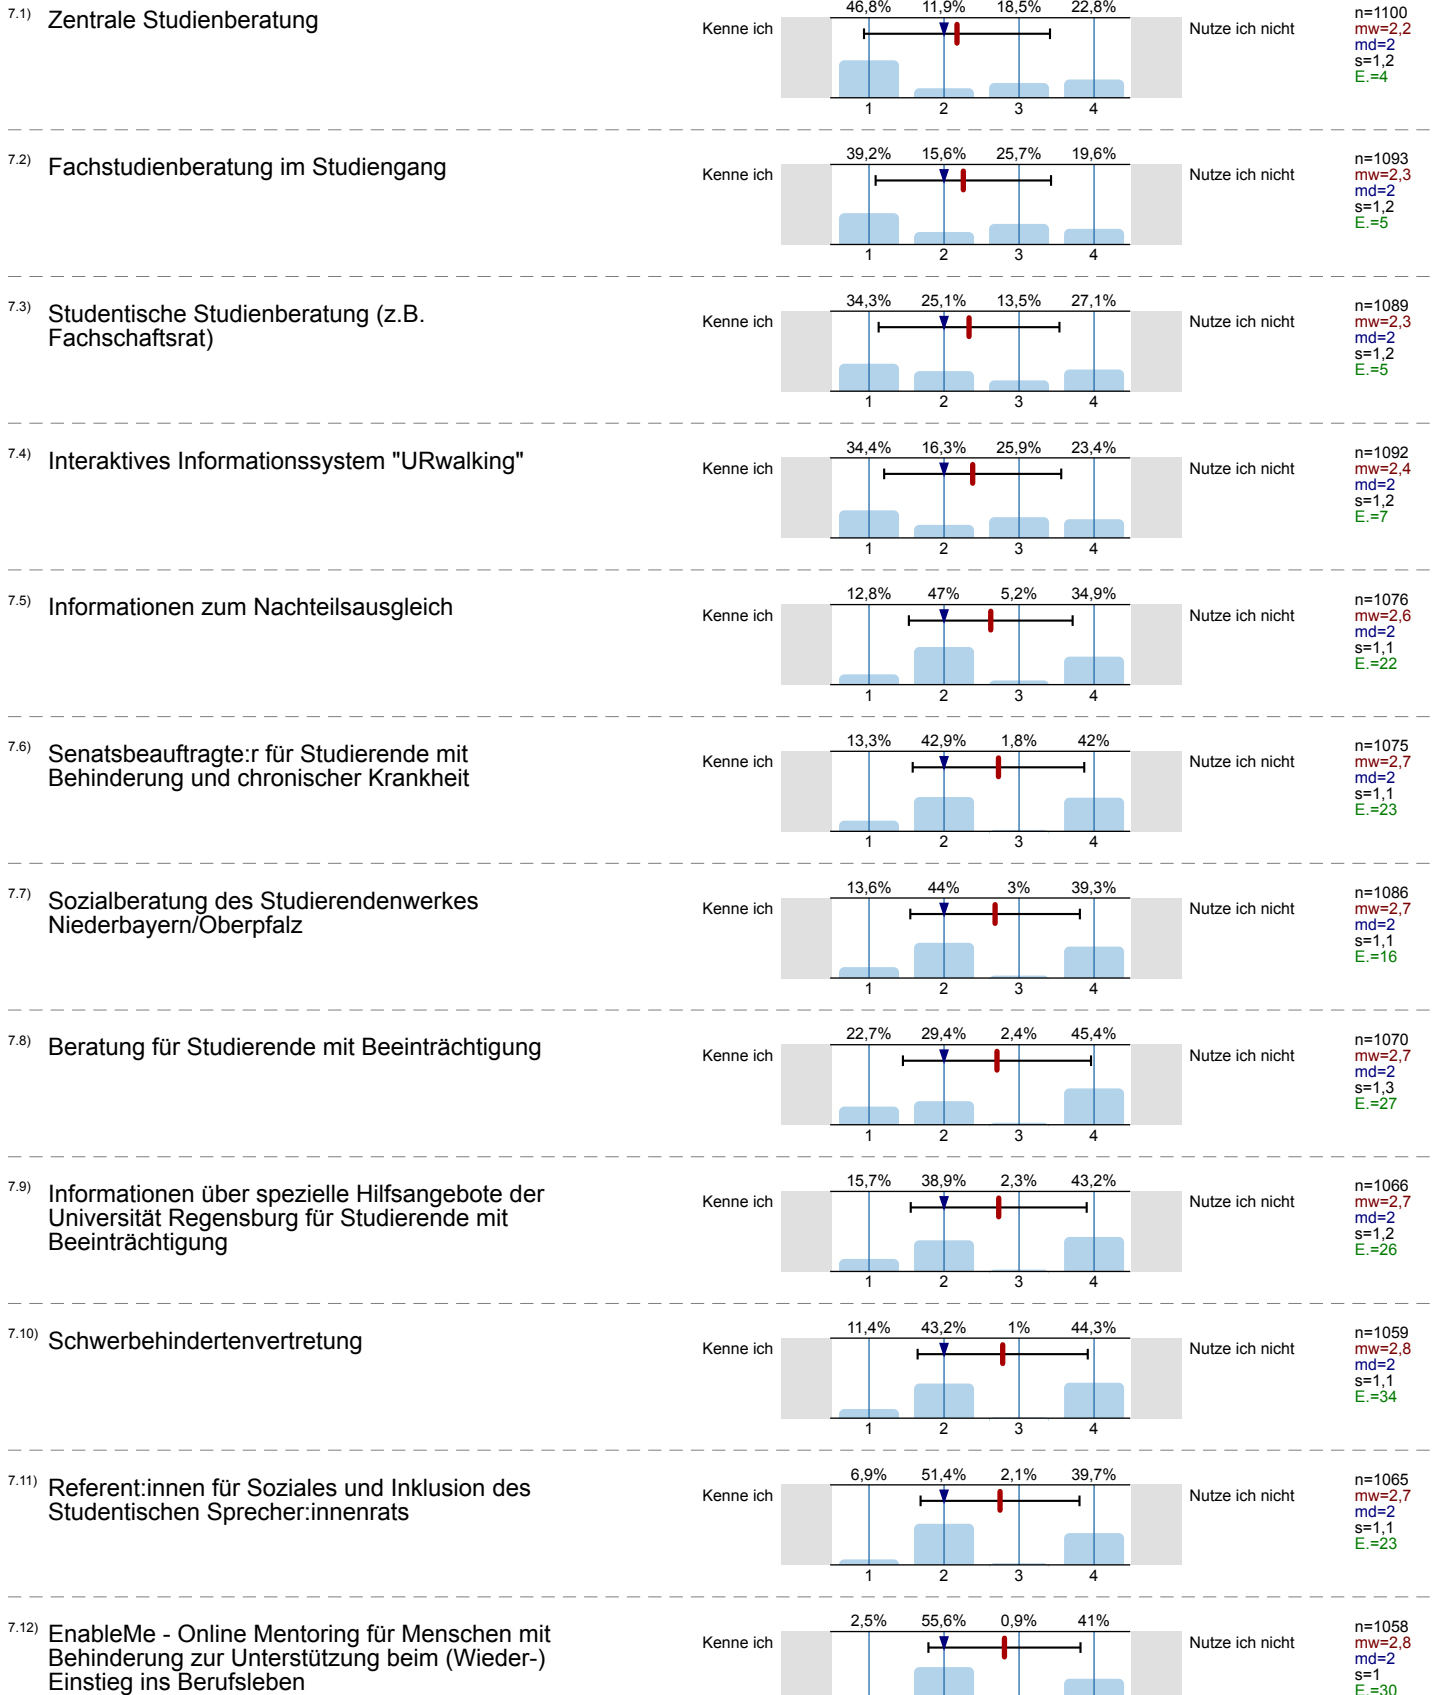 7.1) Zentrale Studienberatung
46,8% 11,9% 18,5% 22,8%
Kenne ich
Nutze ich nicht
n=1100
mw=2,2
md=2
s=1,2
E.=4
1 2 3 4
7.2) Fachstudienberatung im Studiengang
39,2% 15,6% 25,7% 19,6%
Kenne ich
Nutze ich nicht
n=1093
mw=2,3
md=2
s=1,2
E.=5
1 2 3 4
7.3) Studentische Studienberatung (z.B.
Fachschaftsrat)
34,3% 25,1% 13,5% 27,1%
Kenne ich
Nutze ich nicht
n=1089
mw=2,3
md=2
s=1,2
E.=5
1 2 3 4
7.4) Interaktives Informationssystem "URwalking"
34,4% 16,3% 25,9% 23,4%
Kenne ich
Nutze ich nicht
n=1092
mw=2,4
md=2
s=1,2
E.=7
1 2 3 4
7.5) Informationen zum Nachteilsausgleich
12,8% 47% 5,2% 34,9%
Kenne ich
Nutze ich nicht
n=1076
mw=2,6
md=2
s=1,1
E.=22
1 2 3 4
7.6) Senatsbeauftragte:r für Studierende mit
Behinderung und chronischer Krankheit
13,3% 42,9% 1,8% 42%
Kenne ich
Nutze ich nicht
n=1075
mw=2,7
md=2
s=1,1
E.=23
1 2 3 4
7.7) Sozialberatung des Studierendenwerkes
Niederbayern/Oberpfalz
13,6% 44% 3% 39,3%
Kenne ich
Nutze ich nicht
n=1086
mw=2,7
md=2
s=1,1
E.=16
1 2 3 4
7.8) Beratung für Studierende mit Beeinträchtigung
22,7% 29,4% 2,4% 45,4%
Kenne ich
Nutze ich nicht
n=1070
mw=2,7
md=2
s=1,3
E.=27
1 2 3 4
7.9) Informationen über spezielle Hilfsangebote der
Universität Regensburg für Studierende mit
Beeinträchtigung
15,7% 38,9% 2,3% 43,2%
Kenne ich
Nutze ich nicht
n=1066
mw=2,7
md=2
s=1,2
E.=26
1 2 3 4
7.10) Schwerbehindertenvertretung
11,4% 43,2% 1% 44,3%
Kenne ich
Nutze ich nicht
n=1059
mw=2,8
md=2
s=1,1
E.=34
1 2 3 4
7.11) Referent:innen für Soziales und Inklusion des
Studentischen Sprecher:innenrats
6,9% 51,4% 2,1% 39,7%
Kenne ich
Nutze ich nicht
n=1065
mw=2,7
md=2
s=1,1
E.=23
1 2 3 4
7.12) EnableMe - Online Mentoring für Menschen mit
Behinderung zur Unterstützung beim (Wieder-)
Einstieg ins Berufsleben
2,5% 55,6% 0,9% 41%
Kenne ich
Nutze ich nicht
n=1058
mw=2,8
md=2
s=1
E.=30